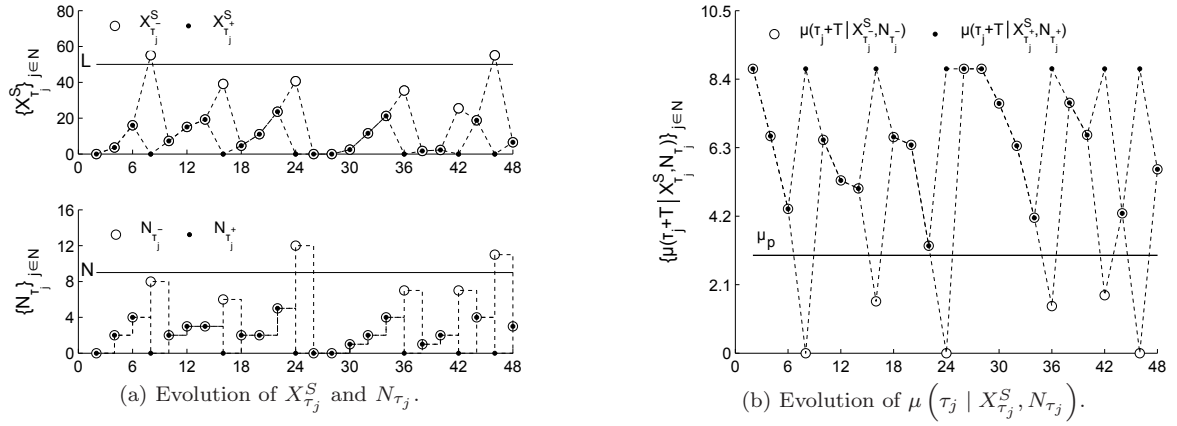 X^S_{τ_j^-} X^S_{τ_j^+}
{X^S_{τ_j}}_{j∈N}
80
60
L
40
20
0
0 6 12 18 24 30 36 42 48
N_{τ_j^-} N_{τ_j^+}
{N_{τ_j}}_{j∈N}
16
12
N
8
4
0
0 6 12 18 24 30 36 42 48
(a) Evolution of X^S_{τ_j} and N_{τ_j}.
μ(τ_j+T|X^S_{τ_j^-},N_{τ_j^-}) μ(τ_j+T|X^S_{τ_j^+},N_{τ_j^+})
{μ(τ_j+T|X^S_{τ_j},N_{τ_j})}_{j∈N}
10.5
8.4
6.3
4.2
μ_p
2.1
0
0 6 12 18 24 30 36 42 48
(b) Evolution of μ(τ_j | X^S_{τ_j}, N_{τ_j}).